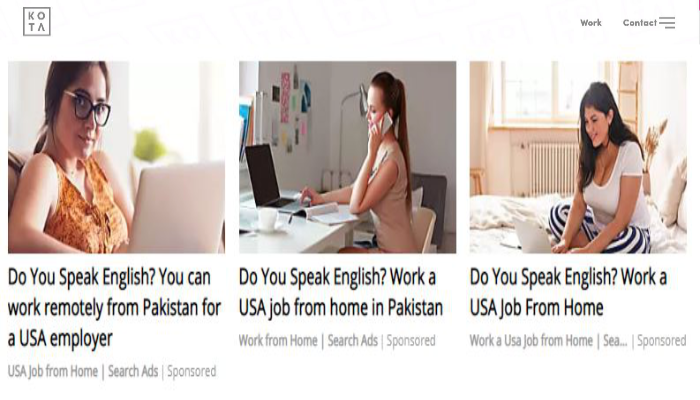 KO
TA
Work
Contact
Do You Speak English? You can
work remotely from Pakistan for
a USA employer
USA Job from Home | Search Ads | Sponsored
Do You Speak English? Work a
USA job from home in Pakistan
Work from Home | Search Ads | Sponsored
Do You Speak English? Work a
USA Job From Home
Work a Usa Job from Home | Sea... | Sponsored